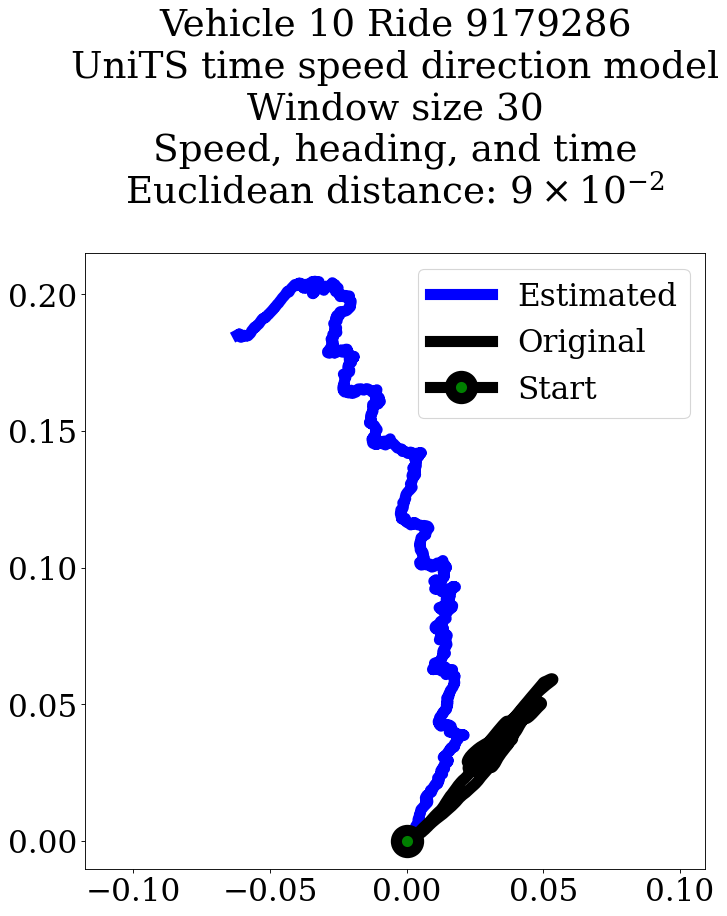 Vehicle 10 Ride 9179286
UniTS time speed direction model
Window size 30
Speed, heading, and time
Euclidean distance: 9 × 10⁻²
Estimated
Original
Start
0.20
0.15
0.10
0.05
0.00
−0.10 −0.05 0.00 0.05 0.10